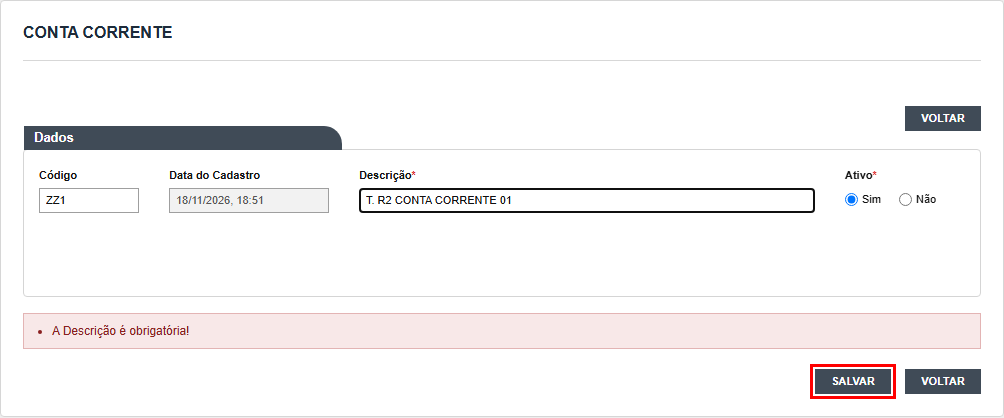 CONTA CORRENTE
VOLTAR
Dados
Código Data do Cadastro Descrição* Ativo*
ZZ1 18/11/2026, 18:51 T. R2 CONTA CORRENTE 01 Sim Não
• A Descrição é obrigatória!
SALVAR VOLTAR